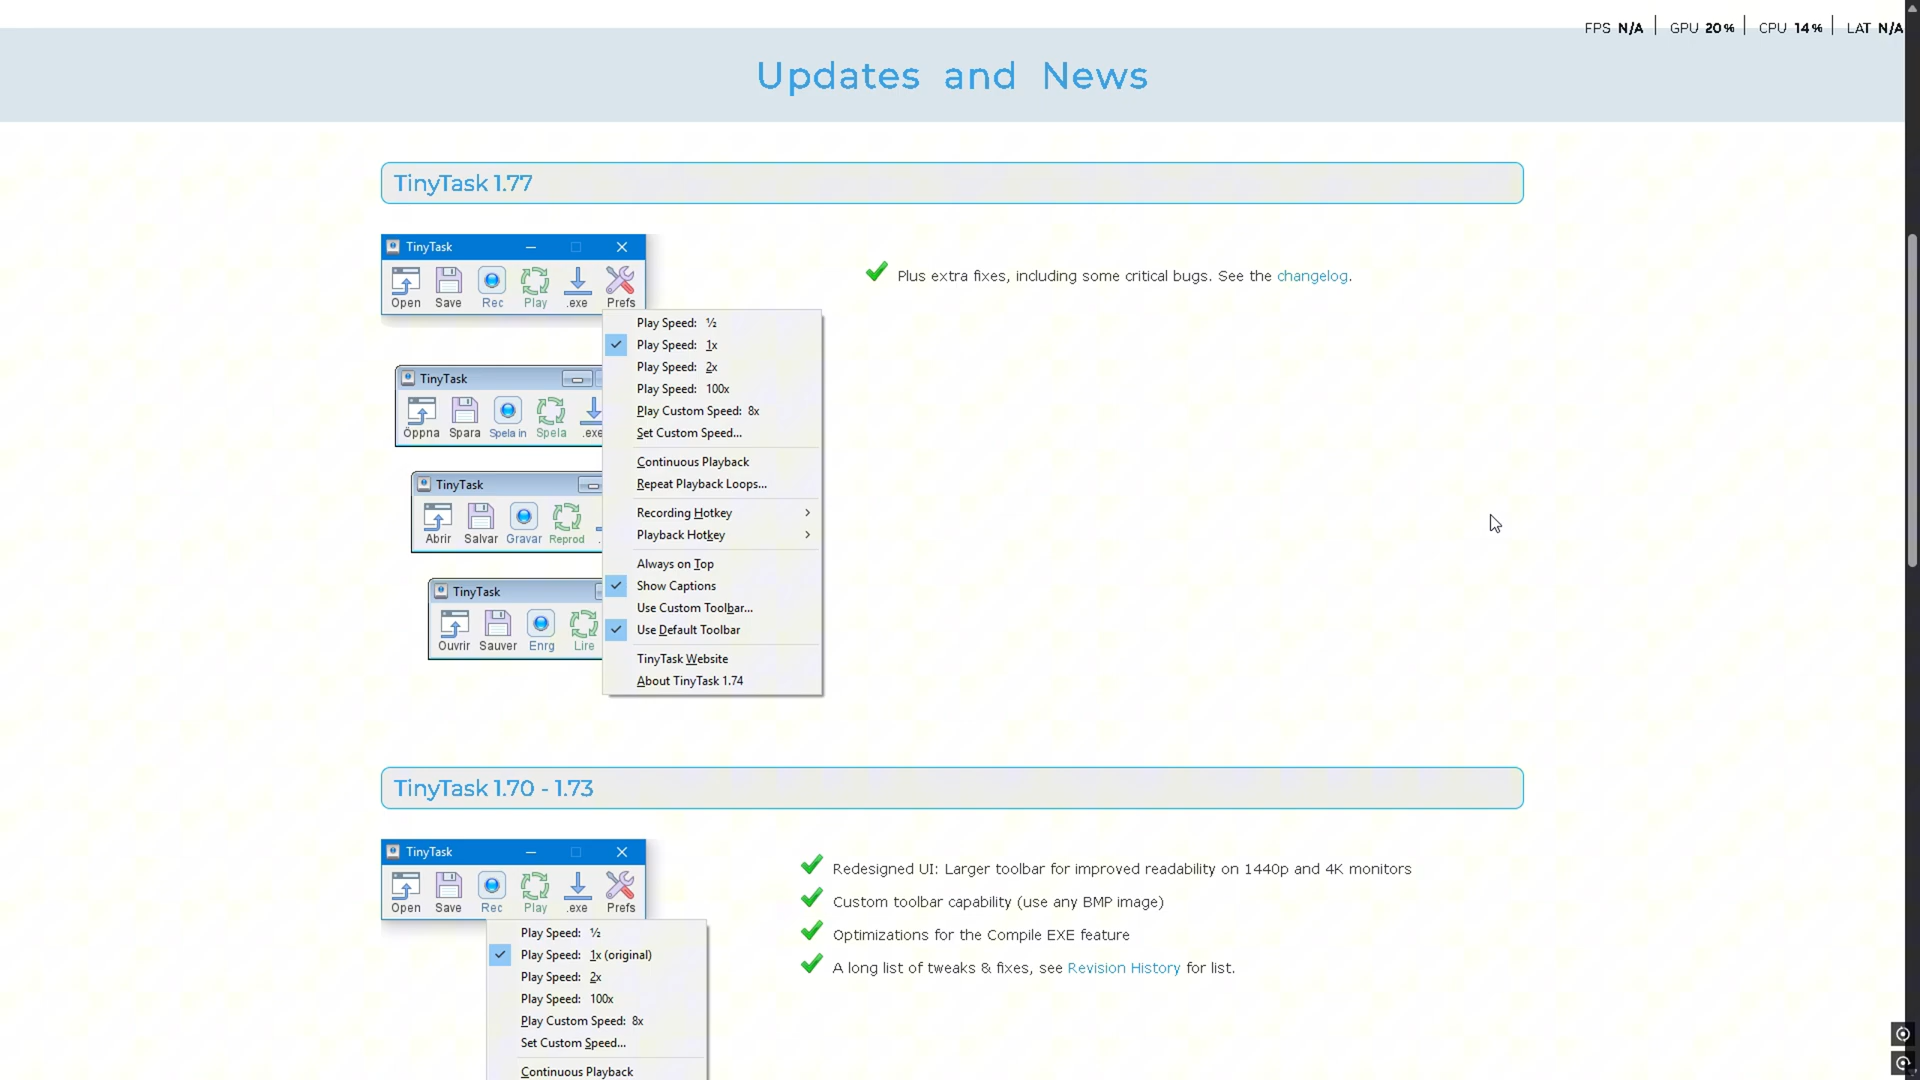 FPS N/A | GPU 20% | CPU 14% | LAT N/A
Updates and News
TinyTask 1.77
TinyTask
Open Save Rec Play .exe Prefs
Plus extra fixes, including some critical bugs. See the changelog.
Play Speed: ½
Play Speed: 1x
Play Speed: 2x
Play Speed: 100x
Play Custom Speed: 8x
Set Custom Speed...
Continuous Playback
Repeat Playback Loops...
Recording Hotkey
Playback Hotkey
Always on Top
Show Captions
Use Custom Toolbar...
Use Default Toolbar
TinyTask Website
About TinyTask 1.74
TinyTask
Öppna Spara Spela in Spela .exe
TinyTask
Abrir Salvar Gravar Reprod .
TinyTask
Ouvrir Sauver Enrg Lire
TinyTask 1.70 - 1.73
TinyTask
Open Save Rec Play .exe Prefs
Play Speed: ½
Play Speed: 1x (original)
Play Speed: 2x
Play Speed: 100x
Play Custom Speed: 8x
Set Custom Speed...
Continuous Playback
Redesigned UI: Larger toolbar for improved readability on 1440p and 4K monitors
Custom toolbar capability (use any BMP image)
Optimizations for the Compile EXE feature
A long list of tweaks & fixes, see Revision History for list.